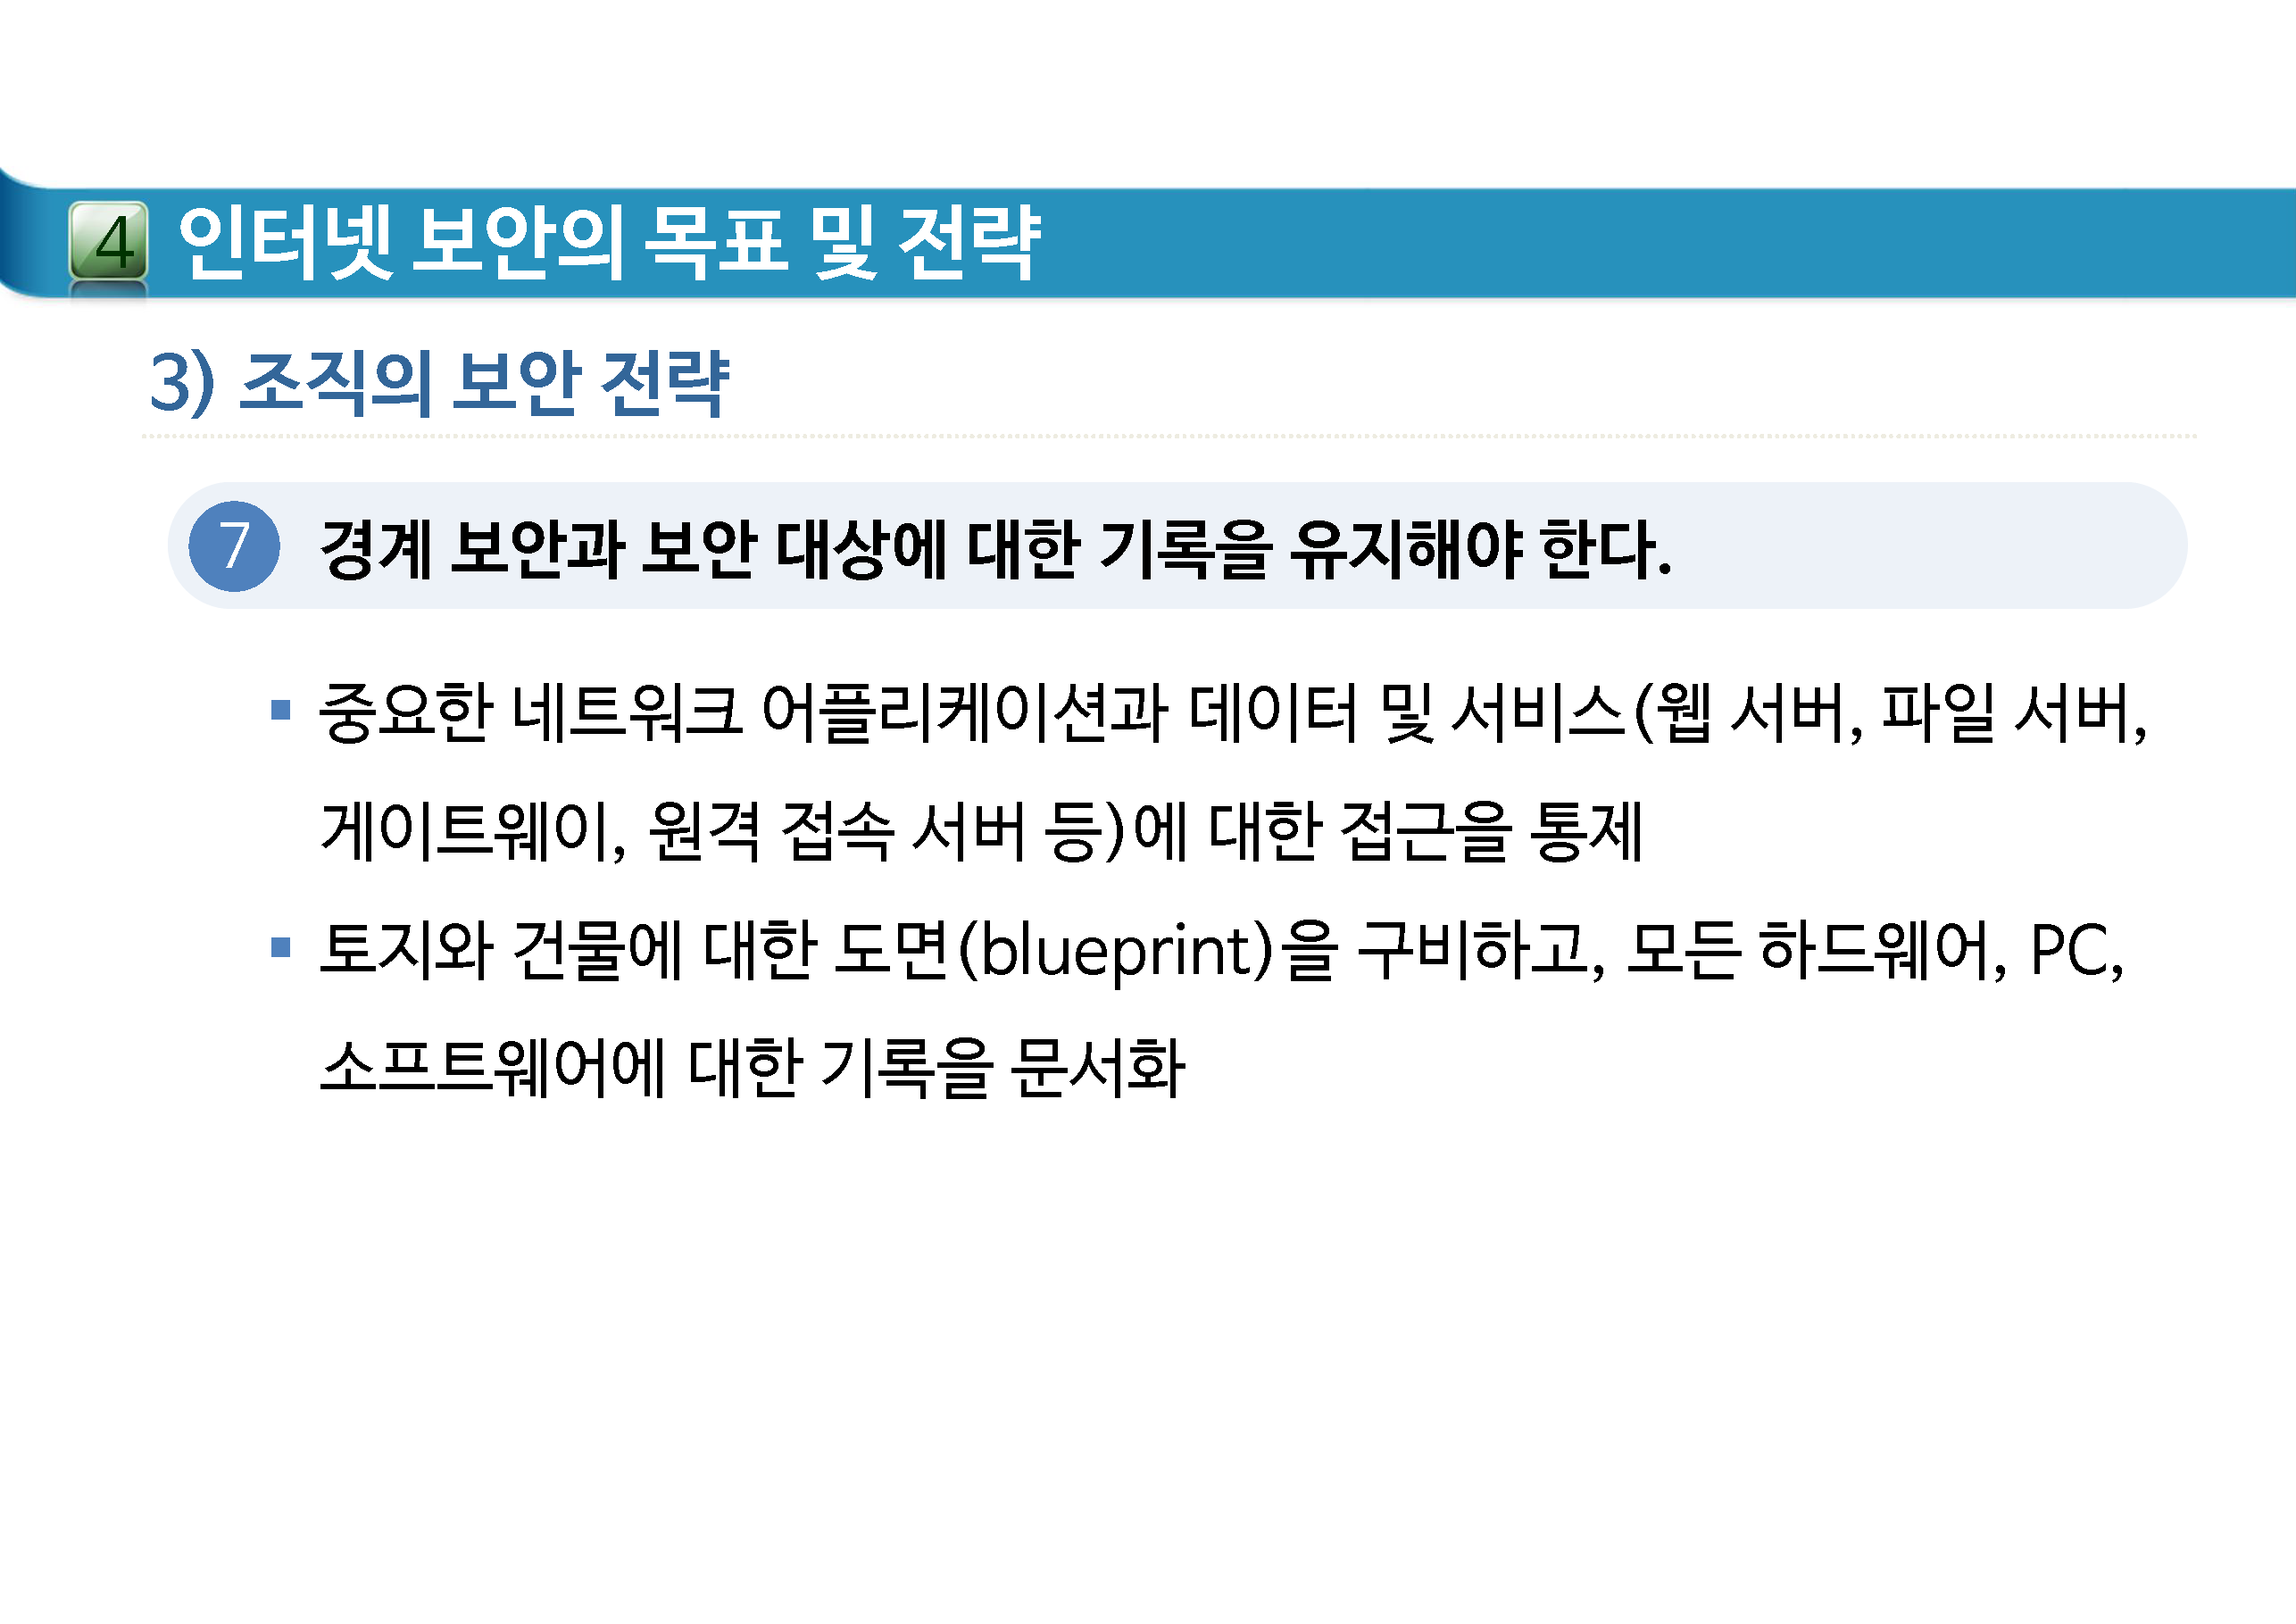 4 인터넷 보안의 목표 및 전략
3) 조직의 보안 전략
7 경계 보안과 보안 대상에 대한 기록을 유지해야 한다.
▪ 중요한 네트워크 어플리케이션과 데이터 및 서비스(웹 서버, 파일 서버,
게이트웨이, 원격 접속 서버 등)에 대한 접근을 통제
▪ 토지와 건물에 대한 도면(blueprint)을 구비하고, 모든 하드웨어, PC,
소프트웨어에 대한 기록을 문서화